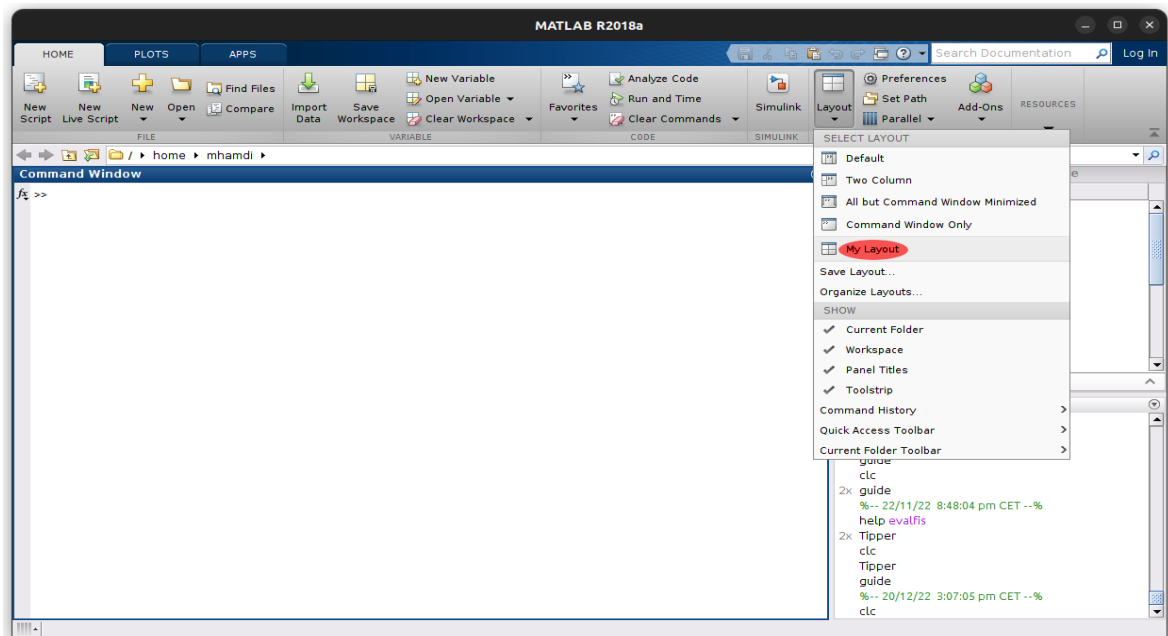 MATLAB R2018a
HOME PLOTS APPS Search Documentation Log In
New Script
New Live Script
New
Open
Find Files
Compare
FILE
Import Data
Save Workspace
New Variable
Open Variable
Clear Workspace
VARIABLE
Favorites
Analyze Code
Run and Time
Clear Commands
CODE
Simulink
SIMULINK
Layout
Preferences
Set Path
Parallel
Add-Ons
RESOURCES
/ home mhamdi
Command Window
fx >>
SELECT LAYOUT
Default
Two Column
All but Command Window Minimized
Command Window Only
My Layout
Save Layout...
Organize Layouts...
SHOW
Current Folder
Workspace
Panel Titles
Toolstrip
Command History
Quick Access Toolbar
Current Folder Toolbar
guide
clc
2x guide
%-- 22/11/22 8:48:04 pm CET --%
help evalfis
2x Tipper
clc
Tipper
guide
%-- 20/12/22 3:07:05 pm CET --%
clc